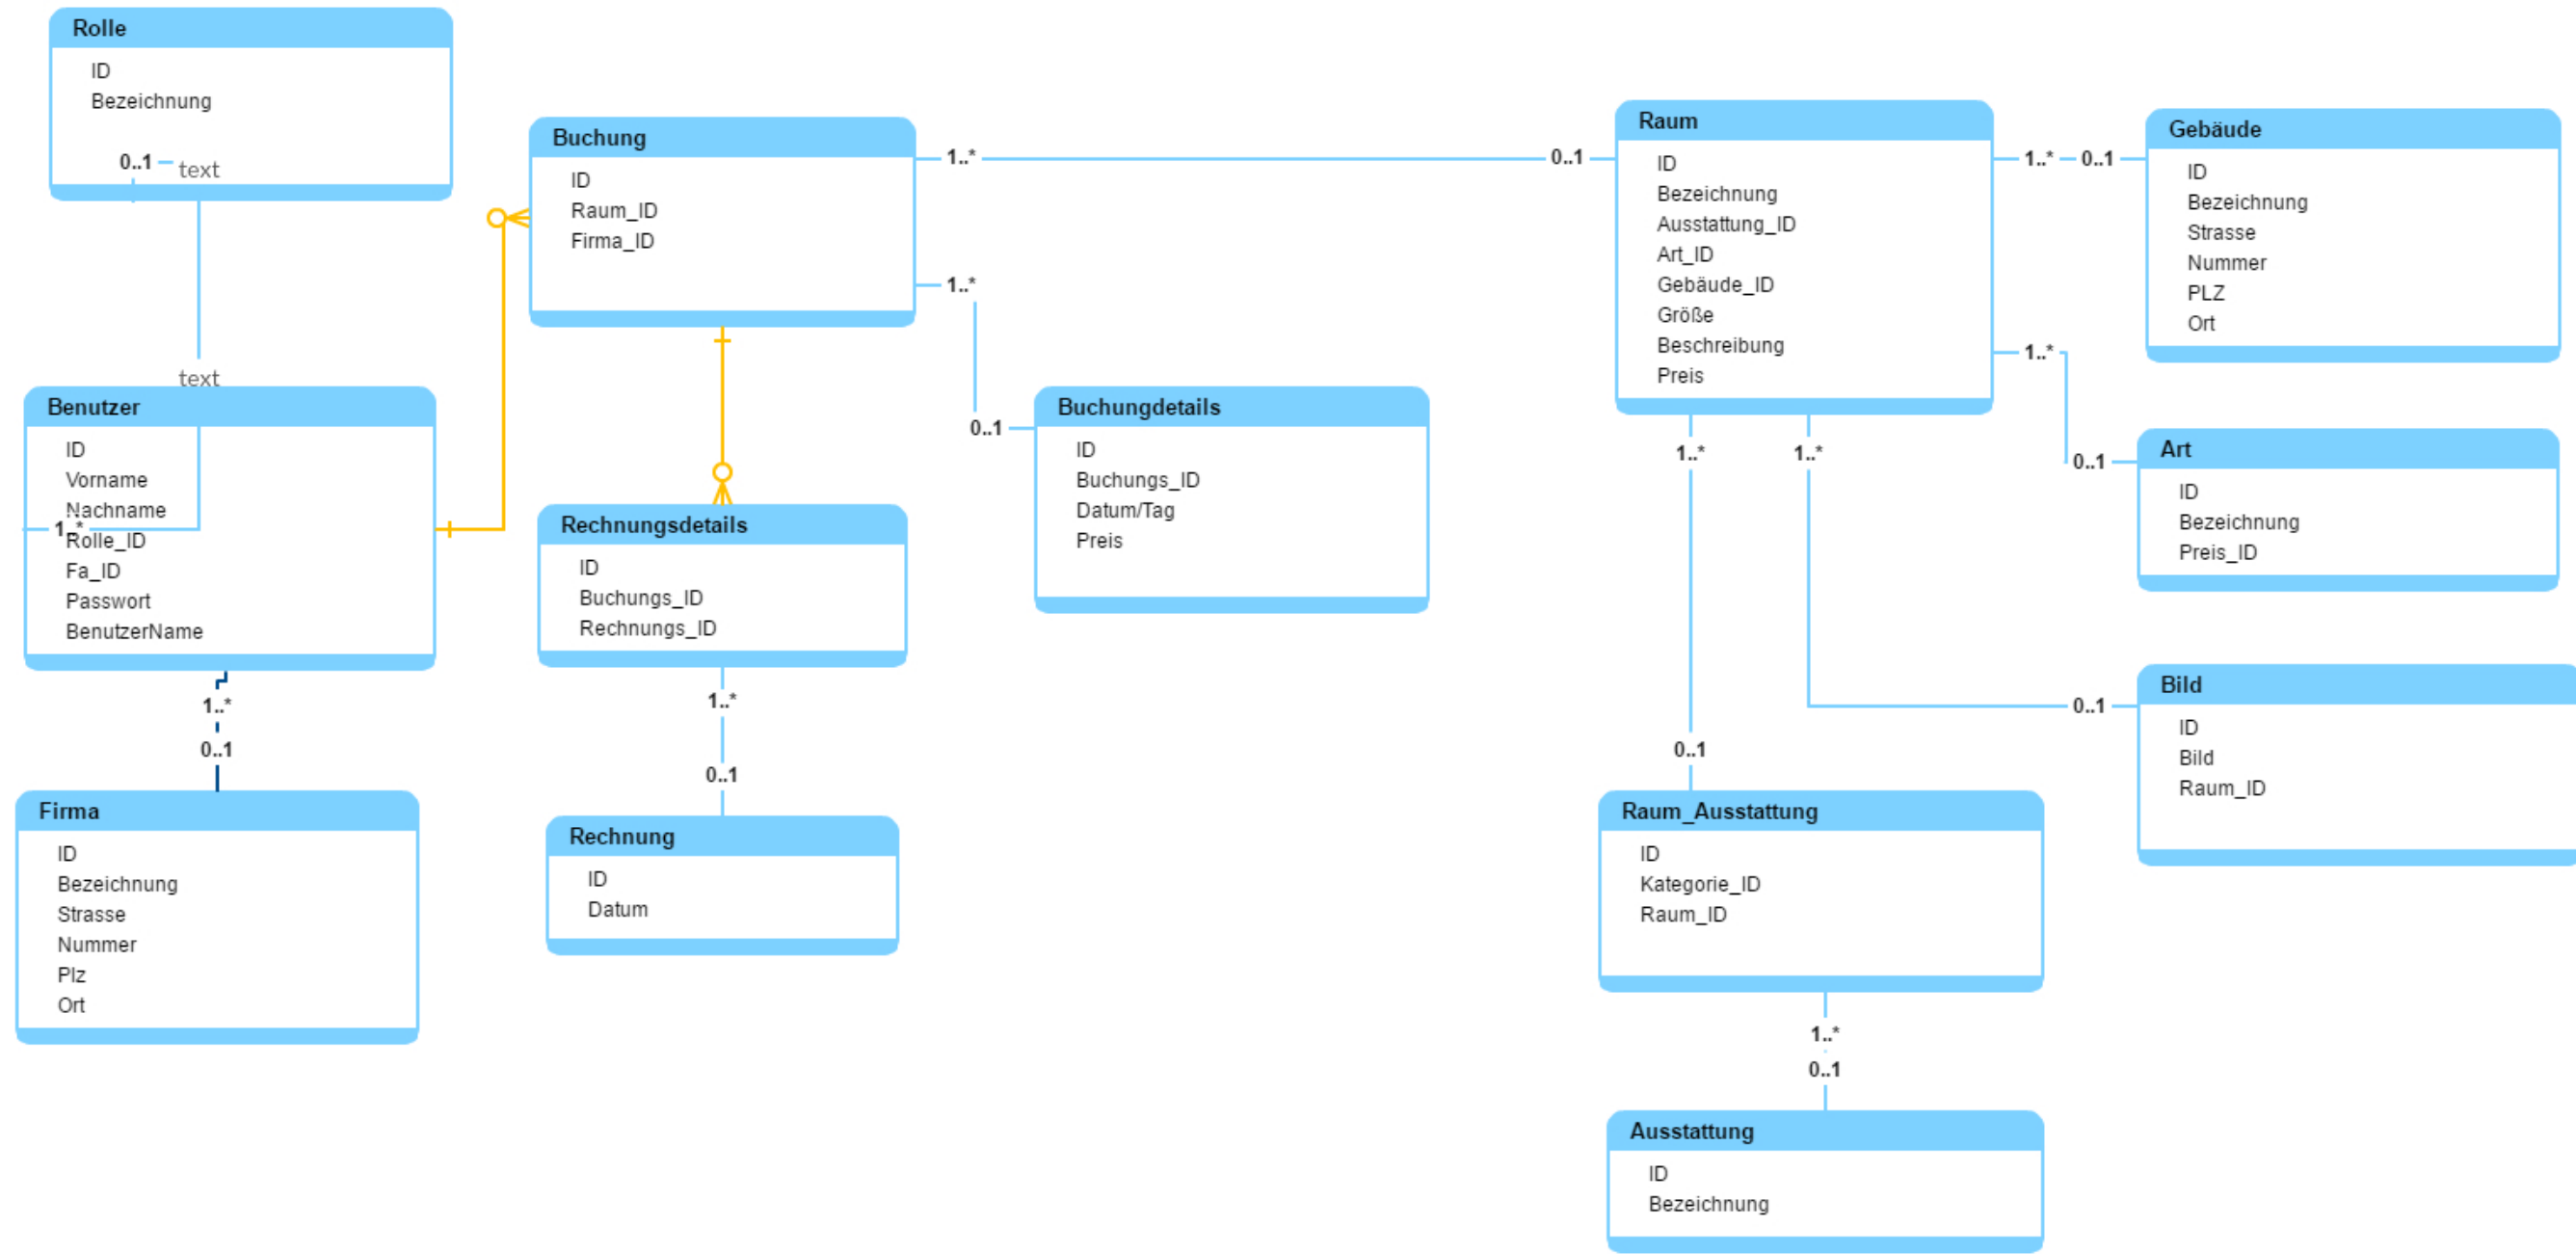 Rolle
ID
Bezeichnung
0..1
text
text
Benutzer
ID
Vorname
Nachname
1..*
Rolle_ID
Fa_ID
Passwort
BenutzerName
1..*
0..1
Firma
ID
Bezeichnung
Strasse
Nummer
Plz
Ort
Buchung
ID
Raum_ID
Firma_ID
1..*
0..1
1..*
0..1
Buchungdetails
ID
Buchungs_ID
Datum/Tag
Preis
Rechnungsdetails
ID
Buchungs_ID
Rechnungs_ID
1..*
0..1
Rechnung
ID
Datum
Raum
ID
Bezeichnung
Ausstattung_ID
Art_ID
Gebäude_ID
Größe
Beschreibung
Preis
1..*
0..1
Gebäude
ID
Bezeichnung
Strasse
Nummer
PLZ
Ort
1..*
0..1
Art
ID
Bezeichnung
Preis_ID
1..*
1..*
0..1
Bild
ID
Bild
Raum_ID
0..1
Raum_Ausstattung
ID
Kategorie_ID
Raum_ID
1..*
0..1
Ausstattung
ID
Bezeichnung